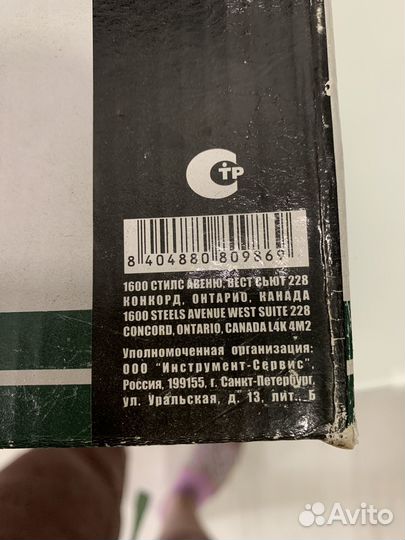 TP
8 404880 809869
1600 СТИЛС АВЕНЮ, ВЕСТ СЬЮТ 228
КОНКОРД, ОНТАРИО, КАНАДА
1600 STEELS AVENUE WEST SUITE 228
CONCORD, ONTARIO, CANADA L4K 4M2
Уполномоченная организация:
ООО "Инструмент-Сервис".
Россия, 199155, г. Санкт-Петербург,
ул. Уральская, д. 13, лит.. Б
Avito